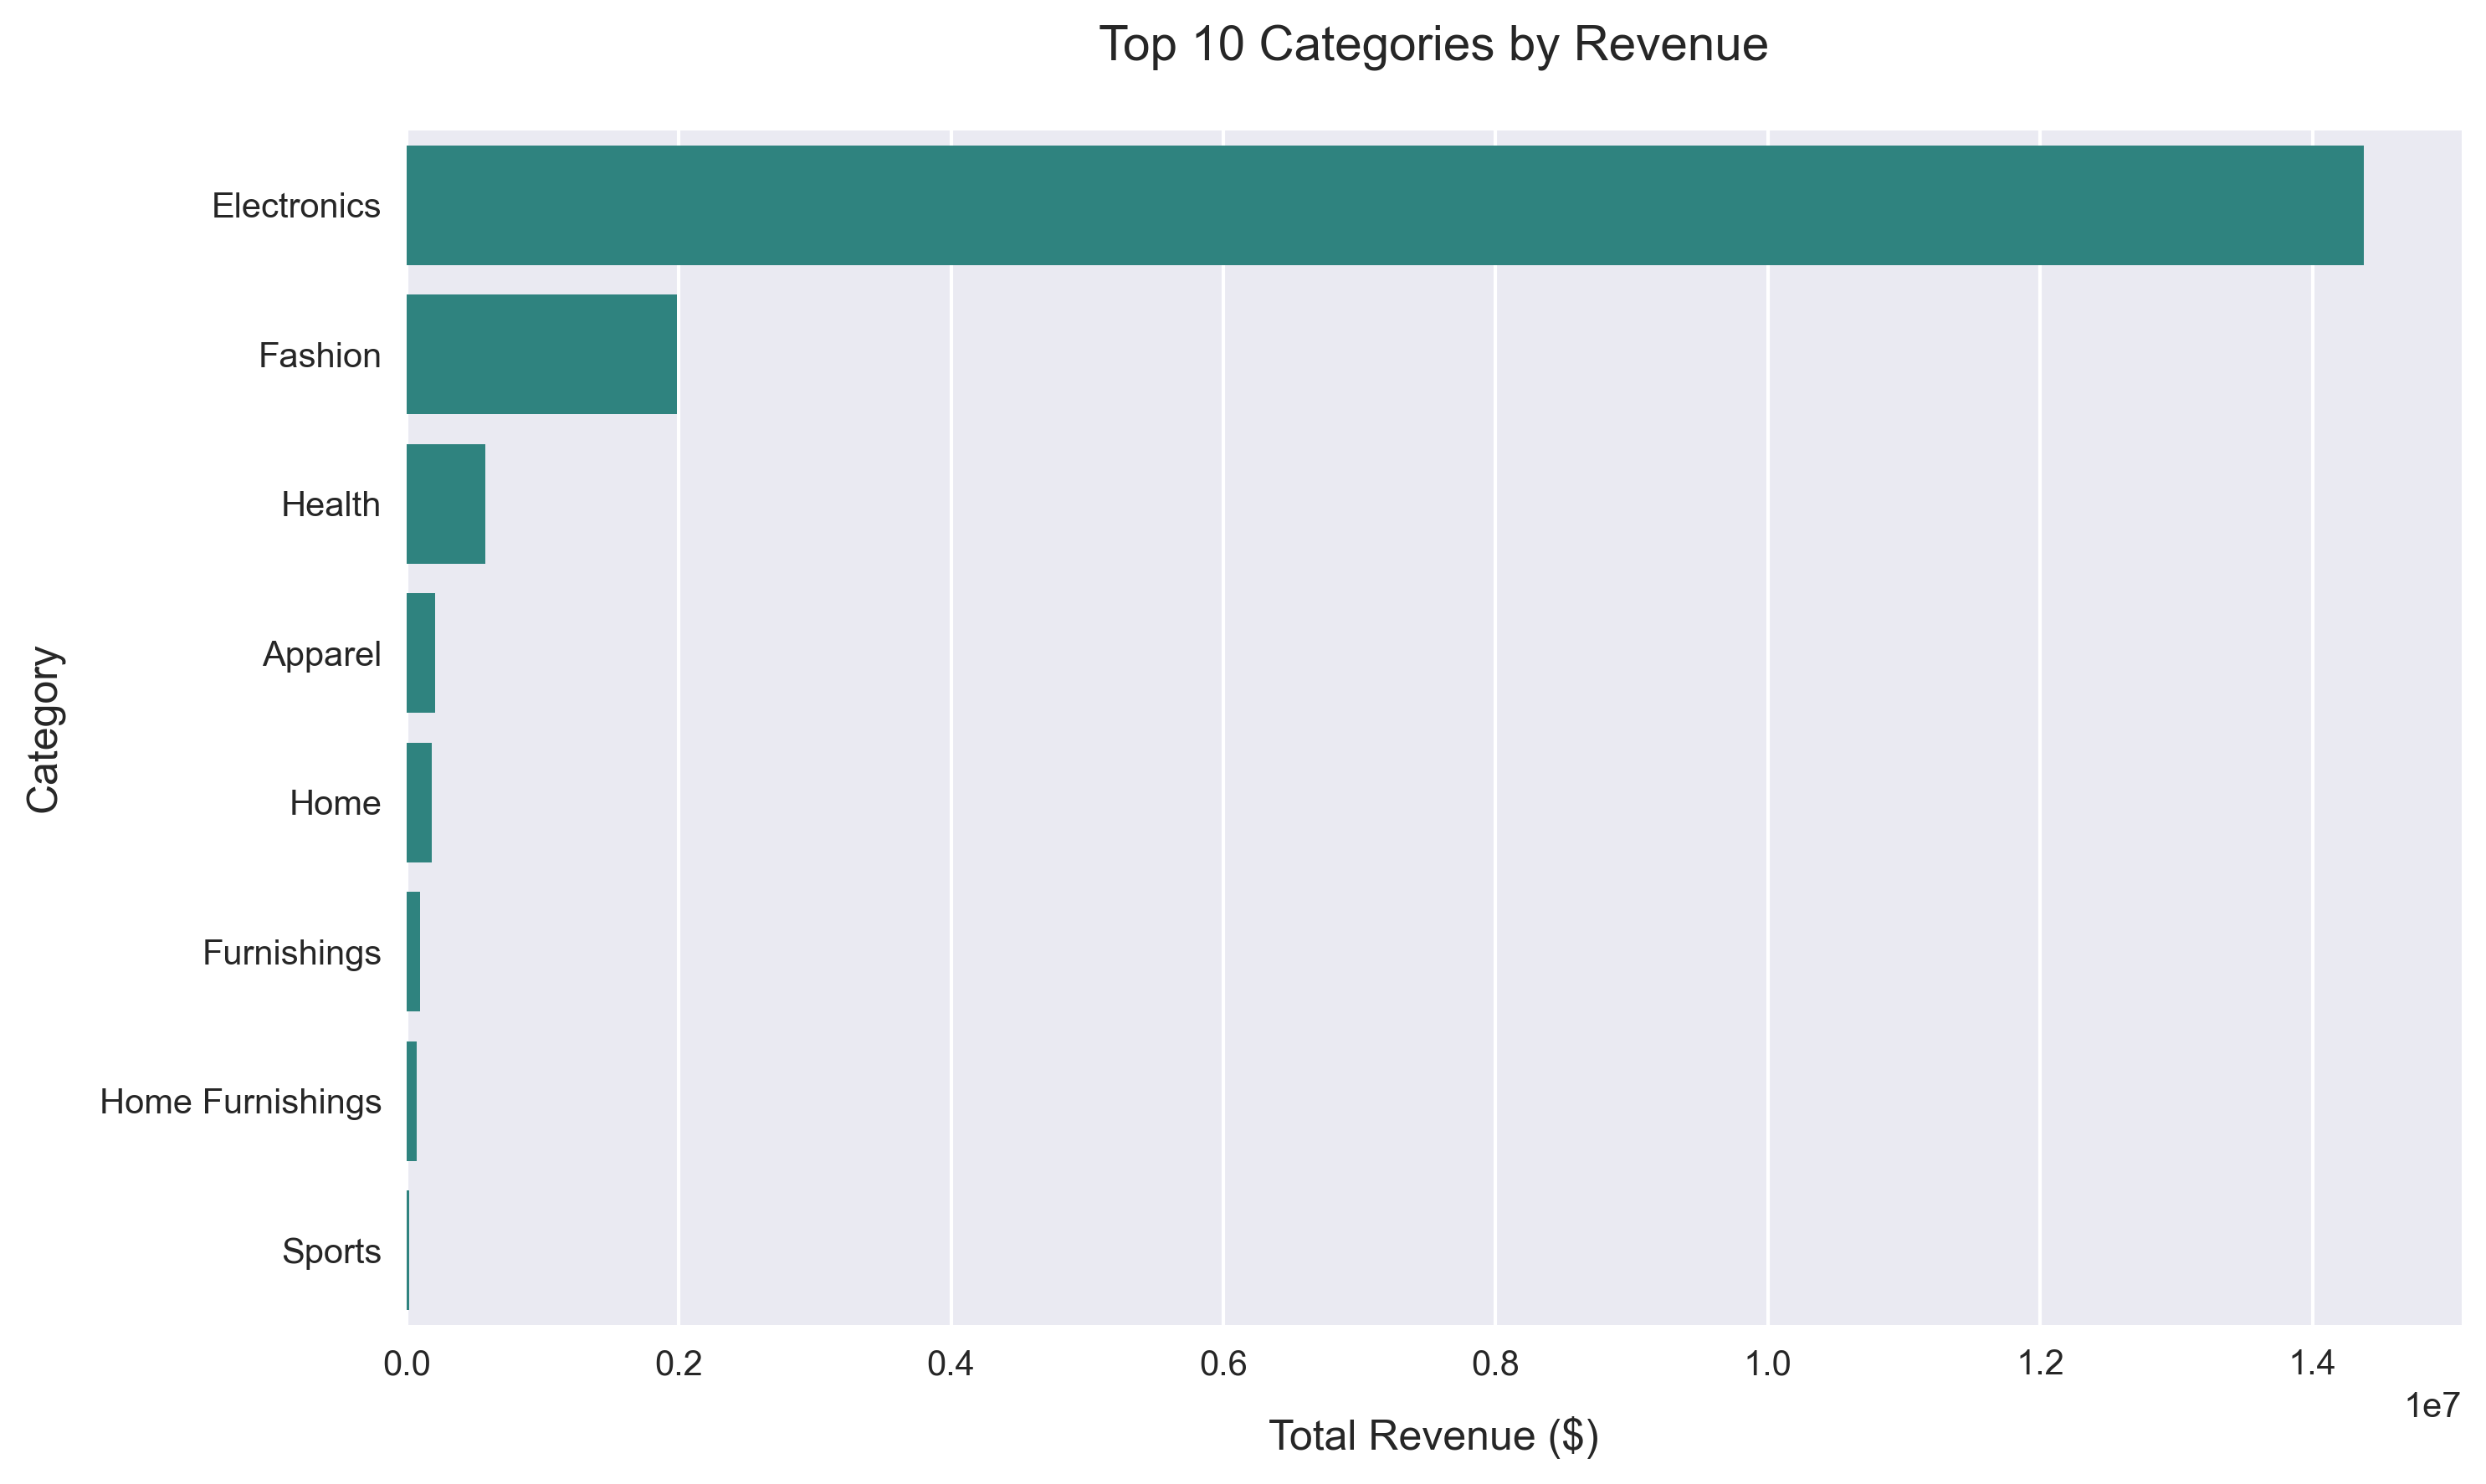 Top 10 Categories by Revenue
Electronics
Fashion
Health
Apparel
Home
Furnishings
Home Furnishings
Sports
Category
0.0 0.2 0.4 0.6 0.8 1.0 1.2 1.4
1e7
Total Revenue ($)